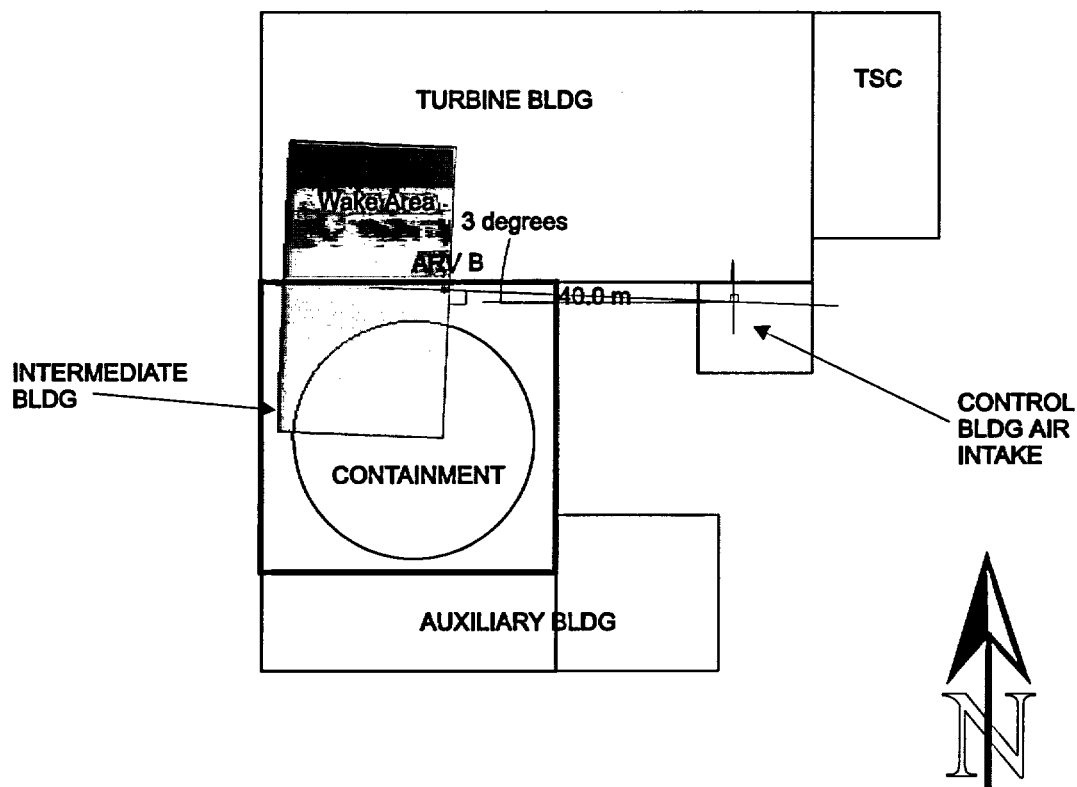 TURBINE BLDG
TSC
Wake Area
3 degrees
ARV B
40.0 m
INTERMEDIATE
BLDG
CONTROL
BLDG AIR
INTAKE
CONTAINMENT
AUXILIARY BLDG
N